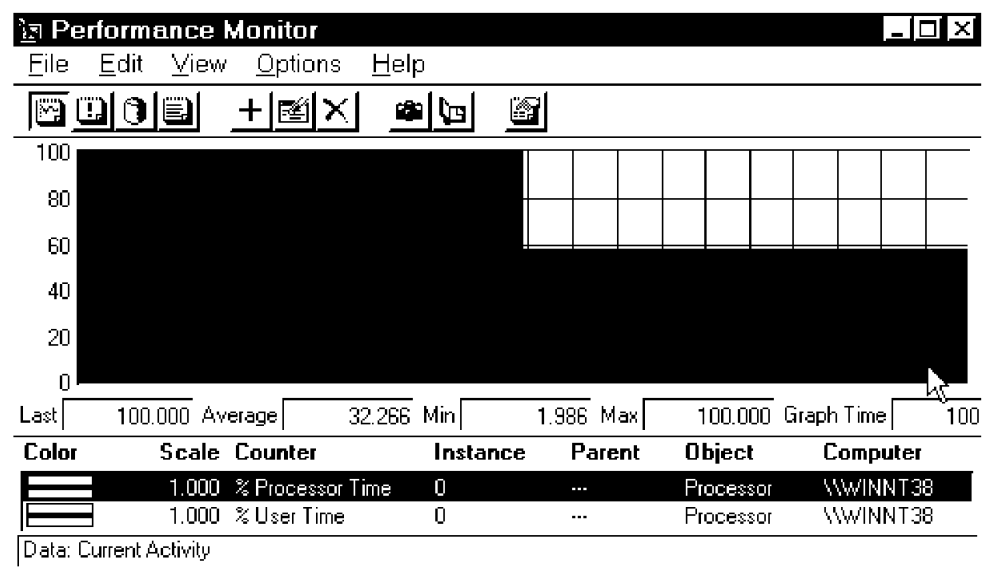 Performance Monitor
File Edit View Options Help
100
80
60
40
20
0
Last 100.000 Average 32.266 Min 1.986 Max 100.000 Graph Time 100
Color Scale Counter Instance Parent Object Computer
1.000 % Processor Time 0 --- Processor \\WINNT38
1.000 % User Time 0 --- Processor \\WINNT38
Data: Current Activity